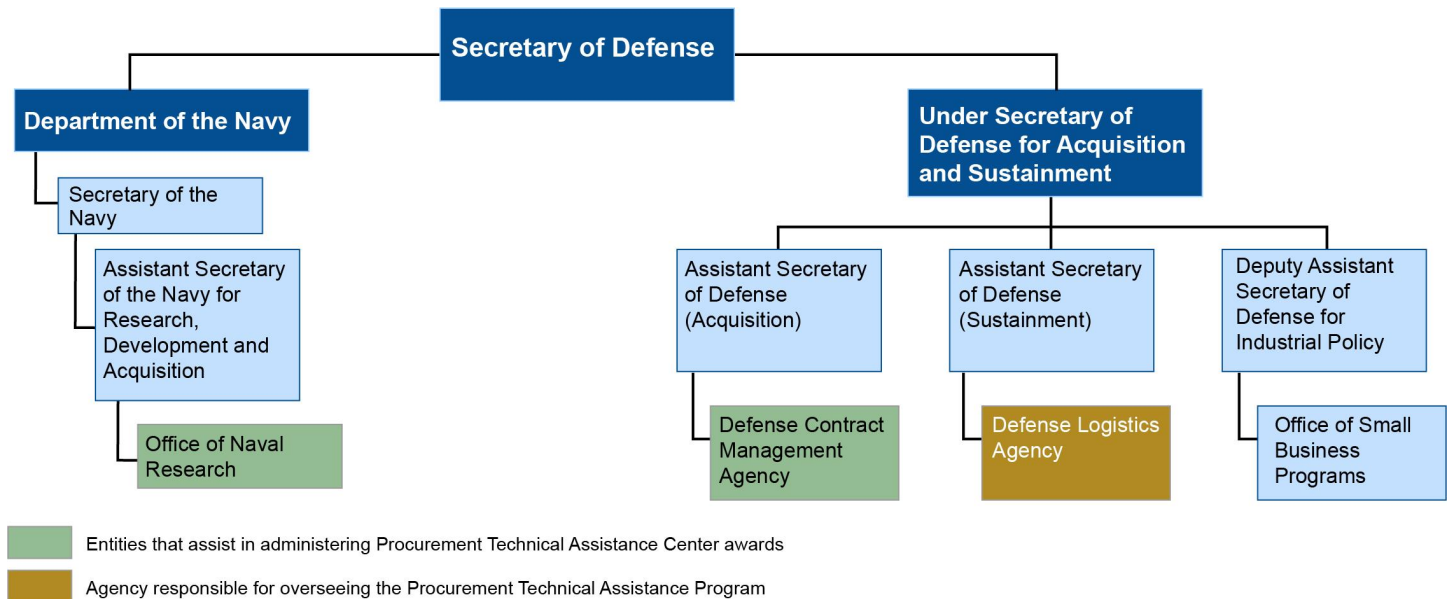 Secretary of Defense
Department of the Navy
Under Secretary of
Defense for Acquisition
and Sustainment
Secretary of the
Navy
Assistant Secretary
of the Navy for
Research,
Development and
Acquisition
Office of Naval
Research
Assistant Secretary
of Defense
(Acquisition)
Defense Contract
Management
Agency
Assistant Secretary
of Defense
(Sustainment)
Defense Logistics
Agency
Deputy Assistant
Secretary of
Defense for
Industrial Policy
Office of Small
Business
Programs
Entities that assist in administering Procurement Technical Assistance Center awards
Agency responsible for overseeing the Procurement Technical Assistance Program